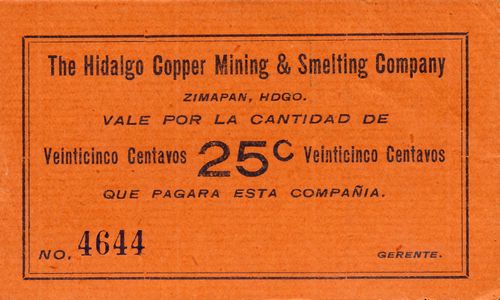 The Hidalgo Copper Mining & Smelting Company
ZIMAPAN, HDGO.
VALE POR LA CANTIDAD DE
Veinticinco Centavos 25c Veinticinco Centavos
QUE PAGARA ESTA COMPAÑIA.
NO. 4644 GERENTE.